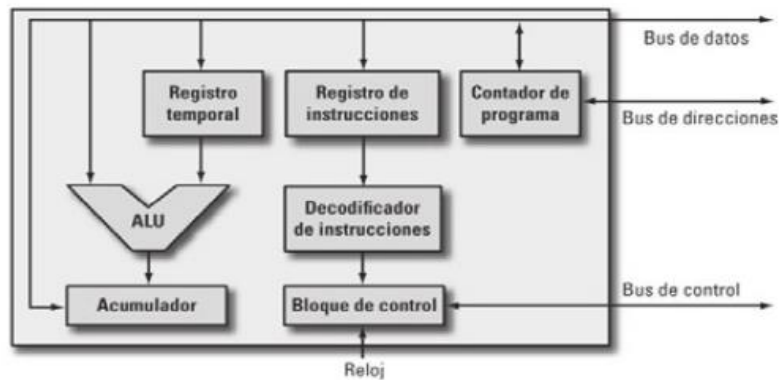 Bus de datos
Registro
temporal
Registro de
instrucciones
Contador de
programa
Bus de direcciones
ALU
Decodificador
de instrucciones
Acumulador
Bloque de control
Bus de control
Reloj